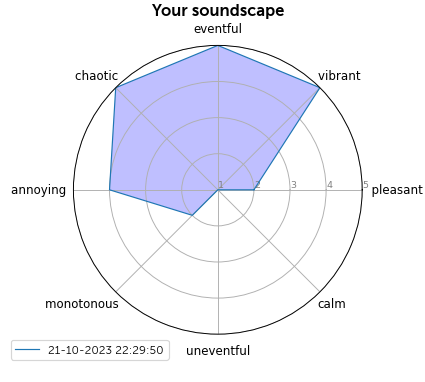 Your soundscape
eventful
chaotic
vibrant
annoying
1
2
3
4
5
pleasant
monotonous
calm
uneventful
21-10-2023 22:29:50